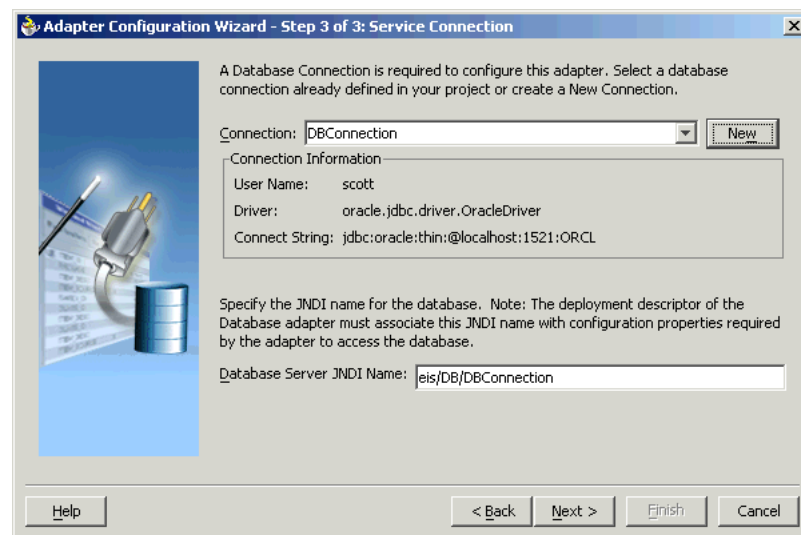 Adapter Configuration Wizard - Step 3 of 3: Service Connection
A Database Connection is required to configure this adapter. Select a database
connection already defined in your project or create a New Connection.
Connection: DBConnection New
Connection Information
User Name: scott
Driver: oracle.jdbc.driver.OracleDriver
Connect String: jdbc:oracle:thin:@localhost:1521:ORCL
Specify the JNDI name for the database. Note: The deployment descriptor of the
Database adapter must associate this JNDI name with configuration properties required
by the adapter to access the database.
Database Server JNDI Name: eis/DB/DBConnection
Help < Back Next > Finish Cancel